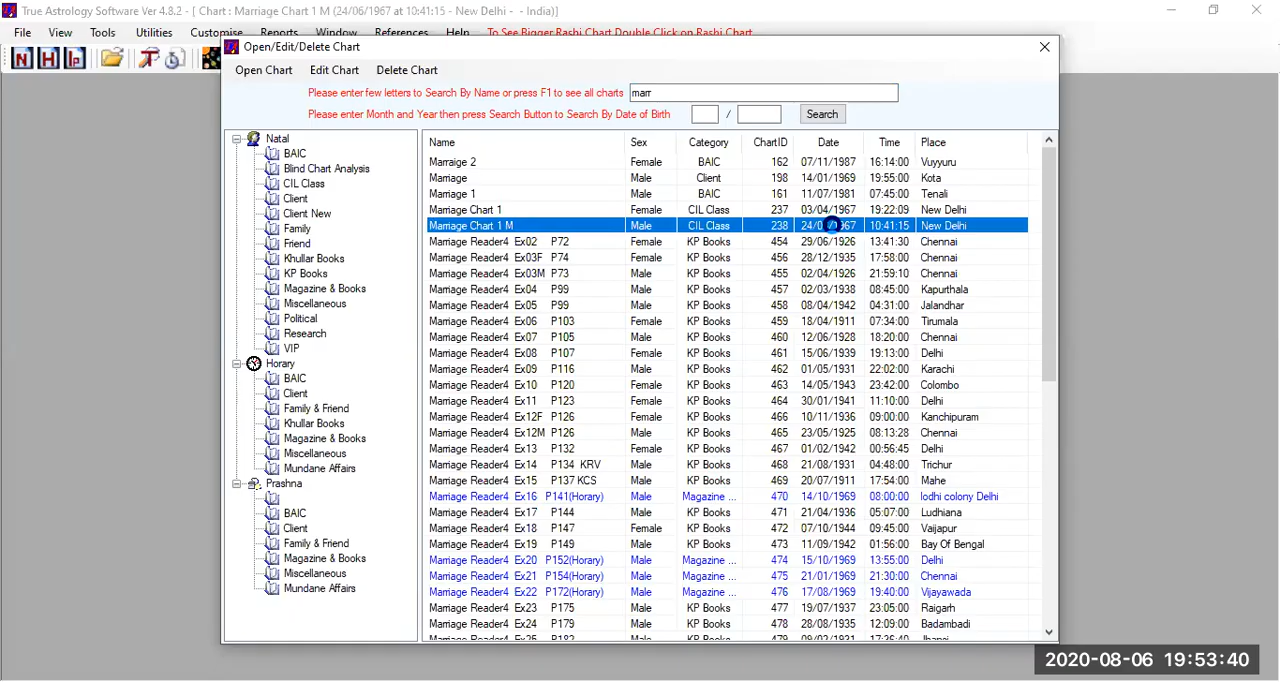 True Astrology Software Ver 4.8.2 - [ Chart : Marriage Chart 1 M (24/06/1967 at 10:41:15 - New Delhi - - India)]
File View Tools Utilities Customise Reports Window References Help To See Bigger Rashi Chart Double Click on Rashi Chart
Open/Edit/Delete Chart
Open Chart Edit Chart Delete Chart
Please enter few letters to Search By Name or press F1 to see all charts marr
Please enter Month and Year then press Search Button to Search By Date of Birth / Search
Natal
BAIC
Blind Chart Analysis
CIL Class
Client
Client New
Family
Friend
Khullar Books
KP Books
Magazine & Books
Miscellaneous
Political
Research
VIP
Horary
BAIC
Client
Family & Friend
Khullar Books
Magazine & Books
Miscellaneous
Mundane Affairs
Prashna
BAIC
Client
Family & Friend
Magazine & Books
Miscellaneous
Mundane Affairs
Name Sex Category ChartID Date Time Place
Marraige 2 Female BAIC 162 07/11/1987 16:14:00 Vuyyuru
Marriage Male Client 198 14/01/1969 19:55:00 Kota
Marriage 1 Male BAIC 161 11/07/1981 07:45:00 Tenali
Marriage Chart 1 Female CIL Class 237 03/04/1967 19:22:09 New Delhi
Marriage Chart 1 M Male CIL Class 238 24/06/1967 10:41:15 New Delhi
Marriage Reader4 Ex02 P72 Female KP Books 454 29/06/1926 13:41:30 Chennai
Marriage Reader4 Ex03F P74 Female KP Books 456 28/12/1935 17:58:00 Chennai
Marriage Reader4 Ex03M P73 Male KP Books 455 02/04/1926 21:59:10 Chennai
Marriage Reader4 Ex04 P99 Male KP Books 457 02/03/1938 08:45:00 Kapurthala
Marriage Reader4 Ex05 P99 Male KP Books 458 08/04/1942 04:31:00 Jalandhar
Marriage Reader4 Ex06 P103 Female KP Books 459 18/04/1911 07:34:00 Tirumala
Marriage Reader4 Ex07 P105 Male KP Books 460 12/06/1928 18:20:00 Chennai
Marriage Reader4 Ex08 P107 Female KP Books 461 15/06/1939 19:13:00 Delhi
Marriage Reader4 Ex09 P116 Male KP Books 462 01/05/1931 22:02:00 Karachi
Marriage Reader4 Ex10 P120 Female KP Books 463 14/05/1943 23:42:00 Colombo
Marriage Reader4 Ex11 P123 Female KP Books 464 30/01/1941 11:10:00 Delhi
Marriage Reader4 Ex12F P126 Female KP Books 466 10/11/1936 09:00:00 Kanchipuram
Marriage Reader4 Ex12M P126 Male KP Books 465 23/05/1925 08:13:28 Chennai
Marriage Reader4 Ex13 P132 Female KP Books 467 01/02/1942 00:56:45 Delhi
Marriage Reader4 Ex14 P134 KRV Male KP Books 468 21/08/1931 04:48:00 Trichur
Marriage Reader4 Ex15 P137 KCS Male KP Books 469 20/07/1911 17:54:00 Mahe
Marriage Reader4 Ex16 P141(Horary) Male Magazine ... 470 14/10/1969 08:00:00 lodhi colony Delhi
Marriage Reader4 Ex17 P144 Male KP Books 471 21/04/1936 05:07:00 Ludhiana
Marriage Reader4 Ex18 P147 Female KP Books 472 07/10/1944 09:45:00 Vaijapur
Marriage Reader4 Ex19 P149 Male KP Books 473 11/09/1942 01:56:00 Bay Of Bengal
Marriage Reader4 Ex20 P152(Horary) Male Magazine ... 474 15/10/1969 13:55:00 Delhi
Marriage Reader4 Ex21 P154(Horary) Male Magazine ... 475 21/01/1969 21:30:00 Chennai
Marriage Reader4 Ex22 P172(Horary) Male Magazine ... 476 17/08/1969 19:40:00 Vijayawada
Marriage Reader4 Ex23 P175 Male KP Books 477 19/07/1937 23:05:00 Raigarh
Marriage Reader4 Ex24 P179 Male KP Books 478 28/08/1935 12:09:00 Badambadi
Marriage Reader4 Ex25 P182 Male KP Books 479 09/02/1931 17:36:40 Jhansi
2020-08-06 19:53:40